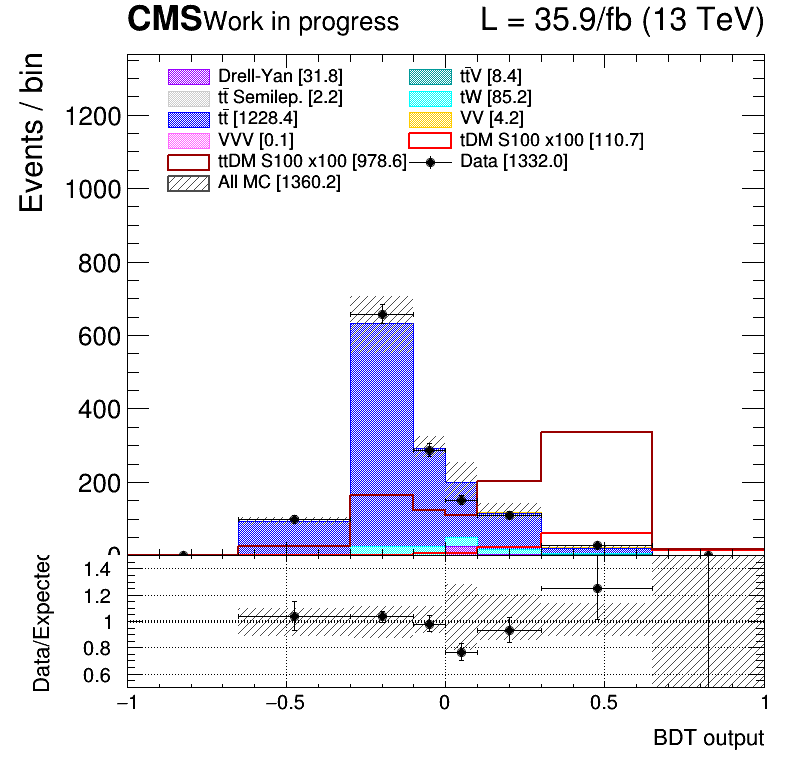 CMS Work in progress L = 35.9/fb (13 TeV)
Events / bin
Drell-Yan [31.8] tt̄V [8.4]
tt̄ Semilep. [2.2] tW [85.2]
tt̄ [1228.4] VV [4.2]
VVV [0.1] tDM S100 x100 [110.7]
ttDM S100 x100 [978.6] Data [1332.0]
All MC [1360.2]
1200
1000
800
600
400
200
0
Data/Expected
1.4
1.2
1
0.8
0.6
−1 −0.5 0 0.5 1
BDT output